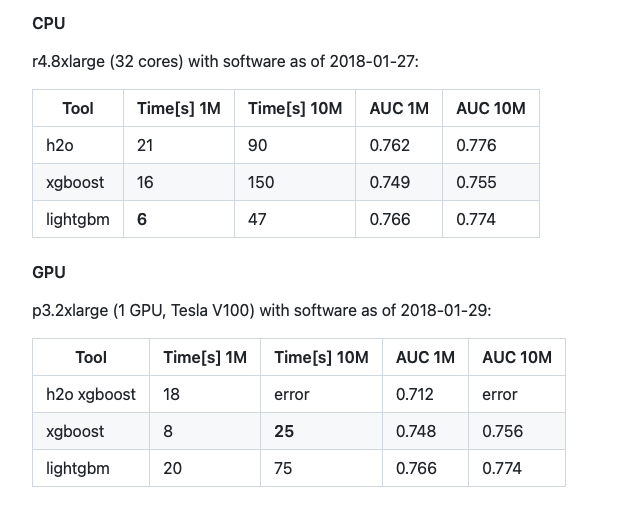 CPU
r4.8xlarge (32 cores) with software as of 2018-01-27:
Tool Time[s] 1M Time[s] 10M AUC 1M AUC 10M
h2o 21 90 0.762 0.776
xgboost 16 150 0.749 0.755
lightgbm 6 47 0.766 0.774
GPU
p3.2xlarge (1 GPU, Tesla V100) with software as of 2018-01-29:
Tool Time[s] 1M Time[s] 10M AUC 1M AUC 10M
h2o xgboost 18 error 0.712 error
xgboost 8 25 0.748 0.756
lightgbm 20 75 0.766 0.774